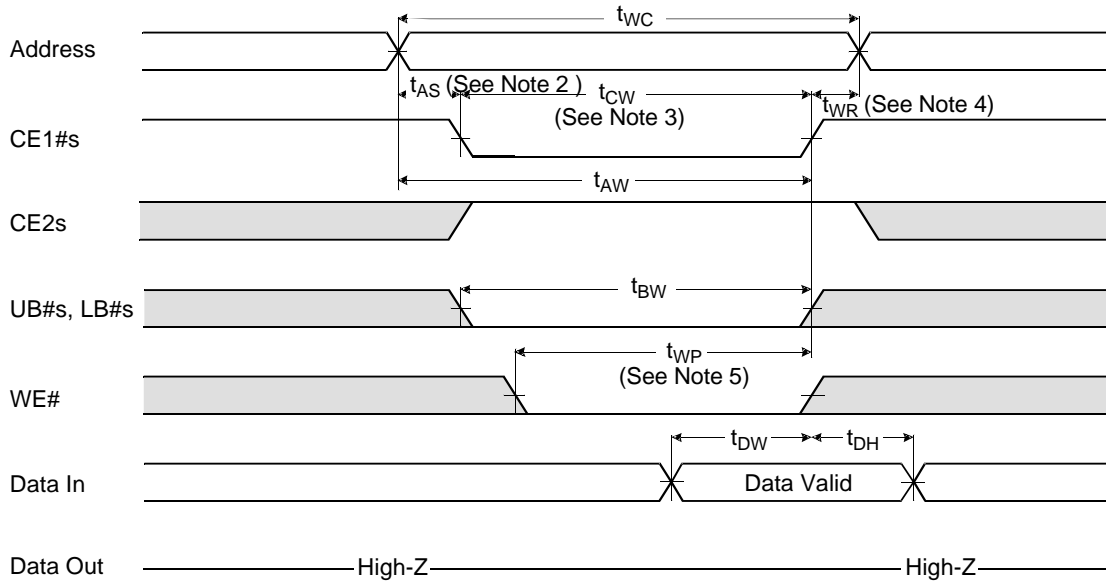 tWC
Address
tAS (See Note 2 )
tCW
(See Note 3)
tWR (See Note 4)
CE1#s
tAW
CE2s
tBW
UB#s, LB#s
tWP
(See Note 5)
WE#
tDW
tDH
Data In
Data Valid
Data Out
High-Z
High-Z